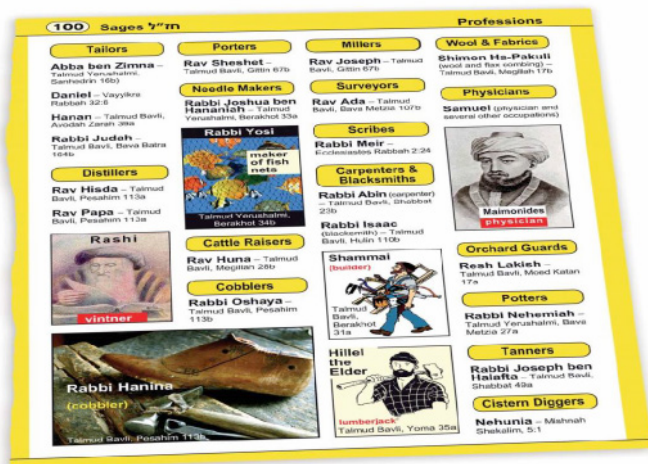 100 Sages חז"ל
Professions
Tailors
Abba ben Zimna –
Talmud Yerushalmi,
Sanhedrin 16b)
Daniel – Vayyikra
Rabbah 32:8
Hanan – Talmud Bavli,
Avodah Zarah 39a
Rabbi Judah –
Talmud Bavli, Bava Batra
164b
Distillers
Rav Hisda – Talmud
Bavli, Pesahim 113a
Rav Papa – Talmud
Bavli, Pesahim 113a
Rashi
vintner
Porters
Rav Sheshet –
Talmud Bavli, Gittin 67b
Needle Makers
Rabbi Joshua ben
Hananiah – Talmud
Yerushalmi, Berakhot 33a
Rabbi Yosi
maker
of fish
nets
Talmud Yerushalmi,
Berakhot 34b
Cattle Raisers
Rav Huna – Talmud
Bavli, Megillah 28b
Cobblers
Rabbi Oshaya –
Talmud Bavli, Pesahim
113b
Rabbi Hanina
(cobbler)
Talmud Bavli, Pesahim 113b
Millers
Rav Joseph – Talmud
Bavli, Gittin 67b
Surveyors
Rav Ada – Talmud
Bavli, Bava Metzia 107b
Scribes
Rabbi Meir –
Ecclesiastes Rabbah 2:24
Carpenters &
Blacksmiths
Rabbi Abin (carpenter)
– Talmud Bavli, Shabbat
23b
Rabbi Isaac
(blacksmith) – Talmud
Bavli, Hulin 110b
Shammai
(builder)
Talmud
Bavli,
Berakhot
31a
Hillel
the
Elder
lumberjack
Talmud Bavli, Yoma 35a
Wool & Fabrics
Shimon Ha-Pakuli
(wool and flax combing) –
Talmud Bavli, Megillah 17b
Physicians
Samuel (physician and
several other occupations)
Maimonides
physician
Orchard Guards
Resh Lakish –
Talmud Bavli, Moed Katan
17a
Potters
Rabbi Nehemiah –
Talmud Yerushalmi, Bava
Metzia 27a
Tanners
Rabbi Joseph ben
Halafta – Talmud Bavli,
Shabbat 49a
Cistern Diggers
Nehunia – Mishnah
Shekalim, 5:1